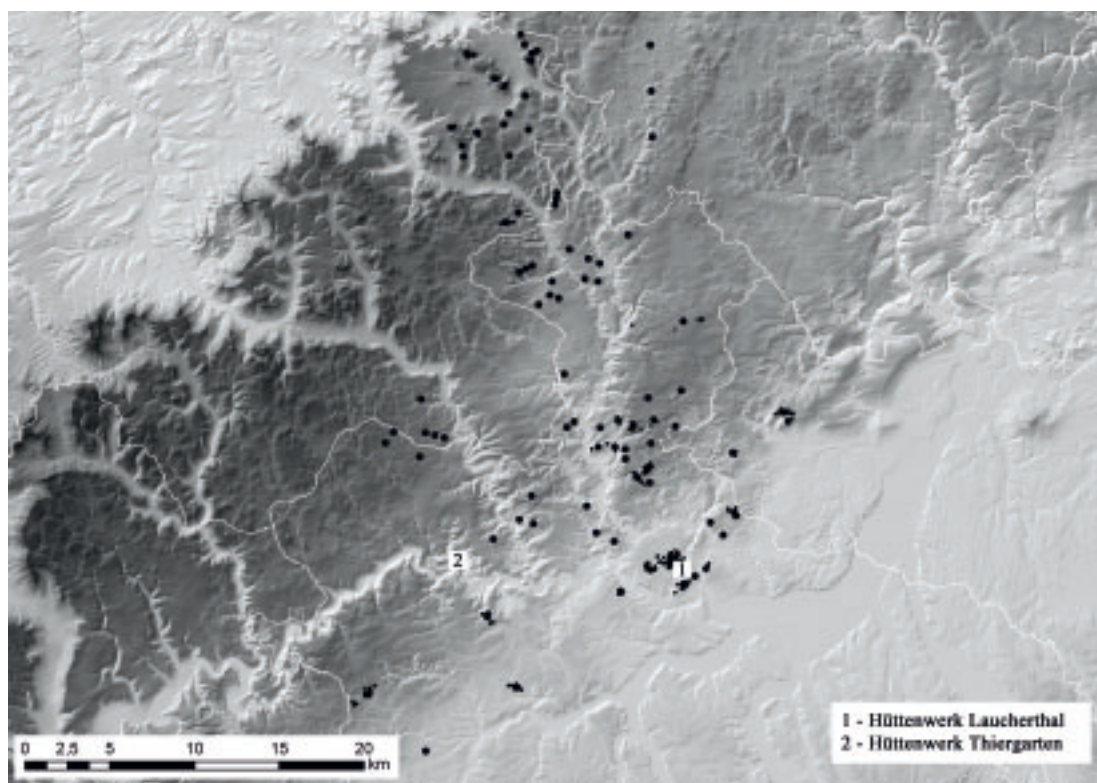 2
1
0 2,5 5 10 15 20
km
1 - Hüttenwerk Laucherthal
2 - Hüttenwerk Thiergarten